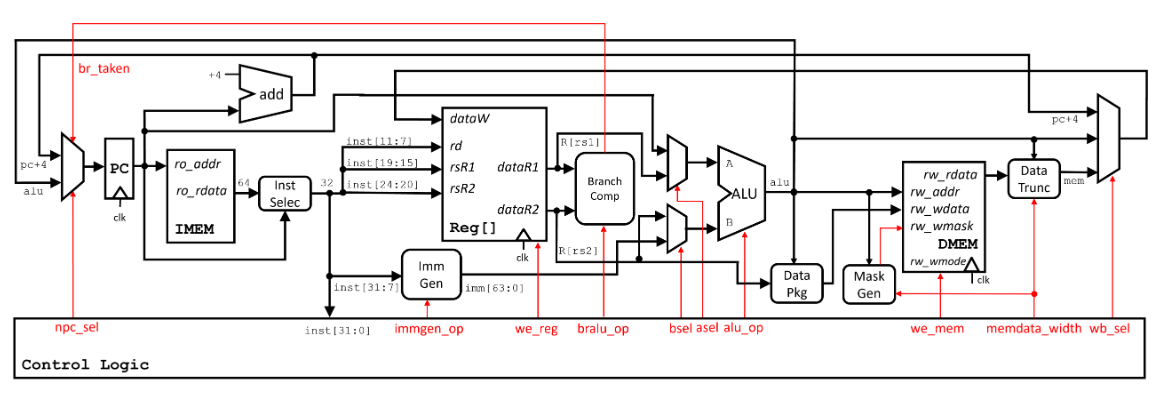 br_taken
+4
add
pc+4
alu
PC
clk
ro_addr
ro_rdata
IMEM
64
Inst
Selec
32
inst[11:7]
inst[19:15]
inst[24:20]
dataW
rd
rsR1
rsR2
dataR1
dataR2
Reg[]
clk
R[rs1]
R[rs2]
Branch
Comp
Imm
Gen
inst[31:7]
imm[63:0]
A
B
ALU
alu
Data
Pkg
Mask
Gen
rw_rdata
rw_addr
rw_wdata
rw_wmask
DMEM
rw_wmode
clk
Data
Trunc
mem
pc+4
npc_sel
inst[31:0]
immgen_op
we_reg
bralu_op
bsel
asel
alu_op
we_mem
memdata_width
wb_sel
Control Logic